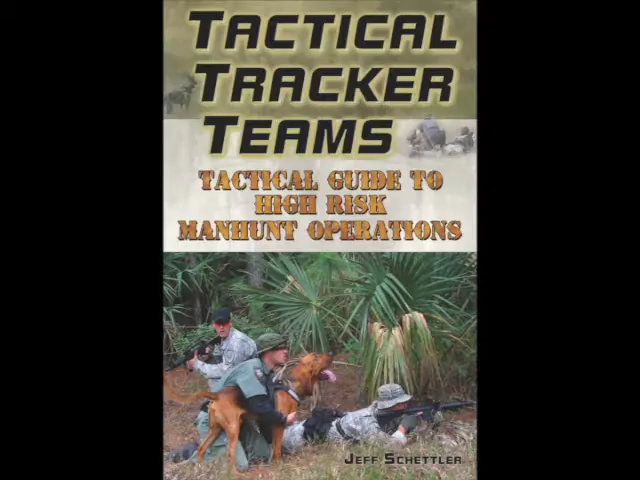 TACTICAL
TRACKER
TEAMS
TACTICAL GUIDE TO
HIGH RISK
MANHUNT OPERATIONS
JEFF SCHETTLER